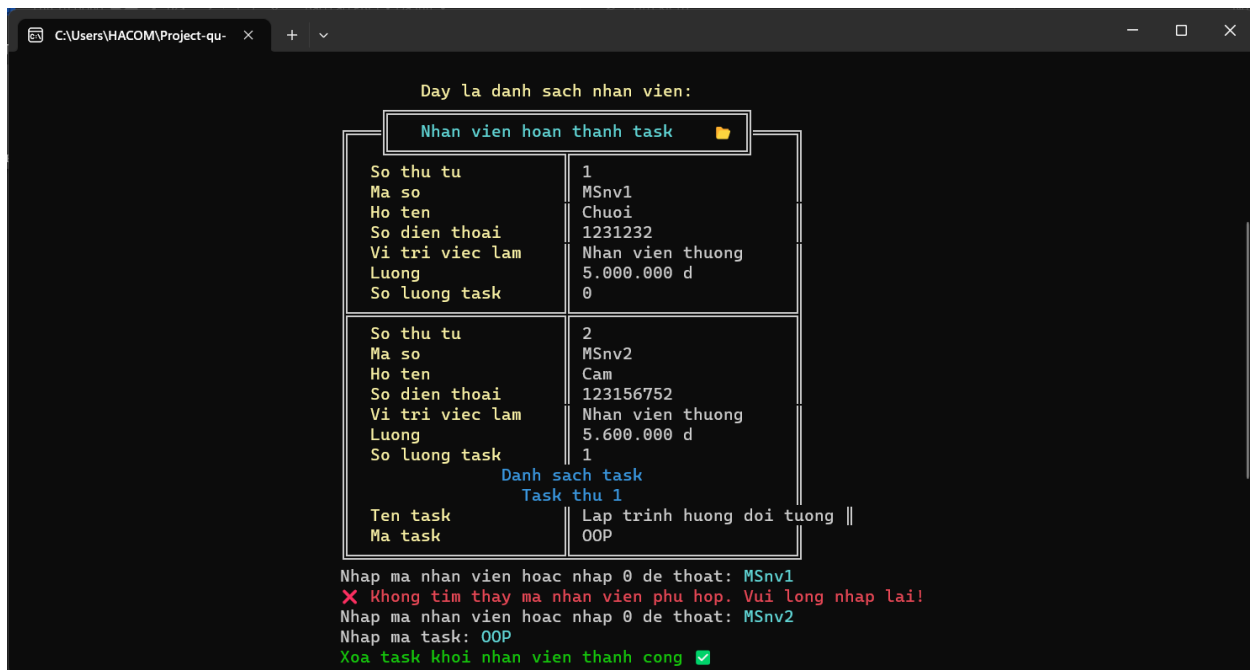 C:\Users\HACOM\Project-qu-
Day la danh sach nhan vien:
Nhan vien hoan thanh task
So thu tu 1
Ma so MSnv1
Ho ten Chuoi
So dien thoai 1231232
Vi tri viec lam Nhan vien thuong
Luong 5.000.000 d
So luong task 0
So thu tu 2
Ma so MSnv2
Ho ten Cam
So dien thoai 123156752
Vi tri viec lam Nhan vien thuong
Luong 5.600.000 d
So luong task 1
Danh sach task
Task thu 1
Ten task Lap trinh huong doi tuong
Ma task OOP
Nhap ma nhan vien hoac nhap 0 de thoat: MSnv1
❌ Khong tim thay ma nhan vien phu hop. Vui long nhap lai!
Nhap ma nhan vien hoac nhap 0 de thoat: MSnv2
Nhap ma task: OOP
Xoa task khoi nhan vien thanh cong ✅